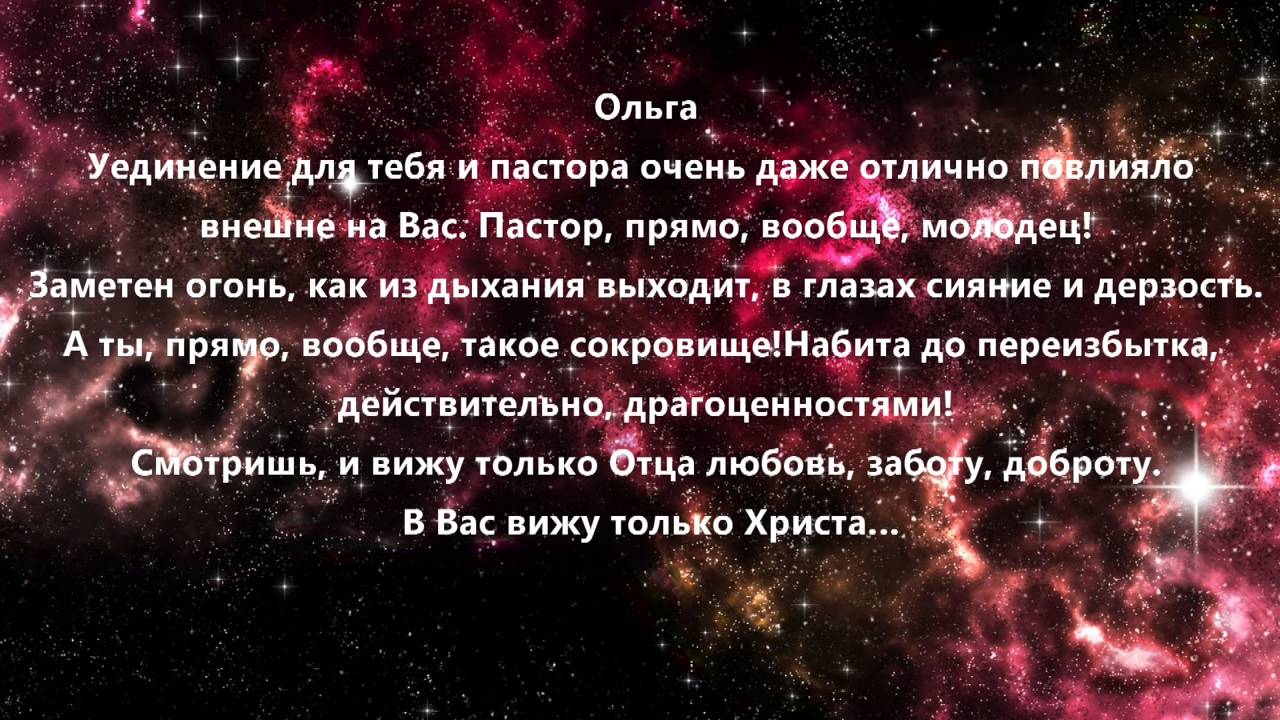 Ольга
Уединение для тебя и пастора очень даже отлично повлияло
внешне на Вас. Пастор, прямо, вообще, молодец!
Заметен огонь, как из дыхания выходит, в глазах сияние и дерзость.
А ты, прямо, вообще, такое сокровище!Набита до переизбытка,
действительно, драгоценностями!
Смотришь, и вижу только Отца любовь, заботу, доброту.
В Вас вижу только Христа...